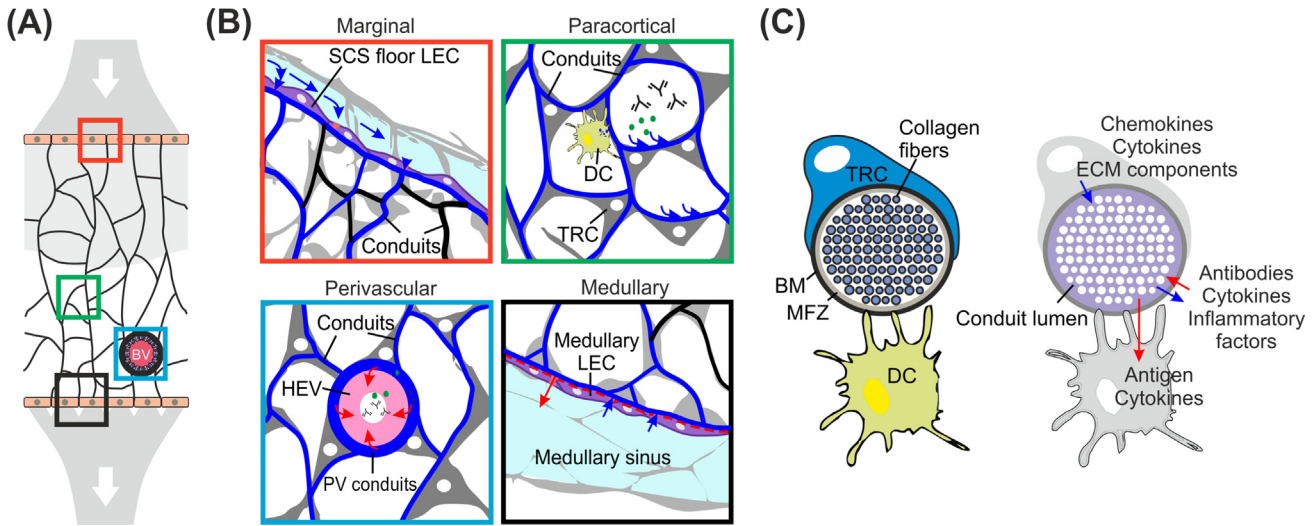 (A)
BV
(B)
Marginal
SCS floor LEC
Conduits
Paracortical
Conduits
DC
TRC
Perivascular
Conduits
HEV
PV conduits
Medullary
Medullary
LEC
Medullary sinus
(C)
Collagen
fibers
TRC
BM
MFZ
DC
Chemokines
Cytokines
ECM components
Conduit lumen
Antibodies
Cytokines
Inflammatory
factors
Antigen
Cytokines